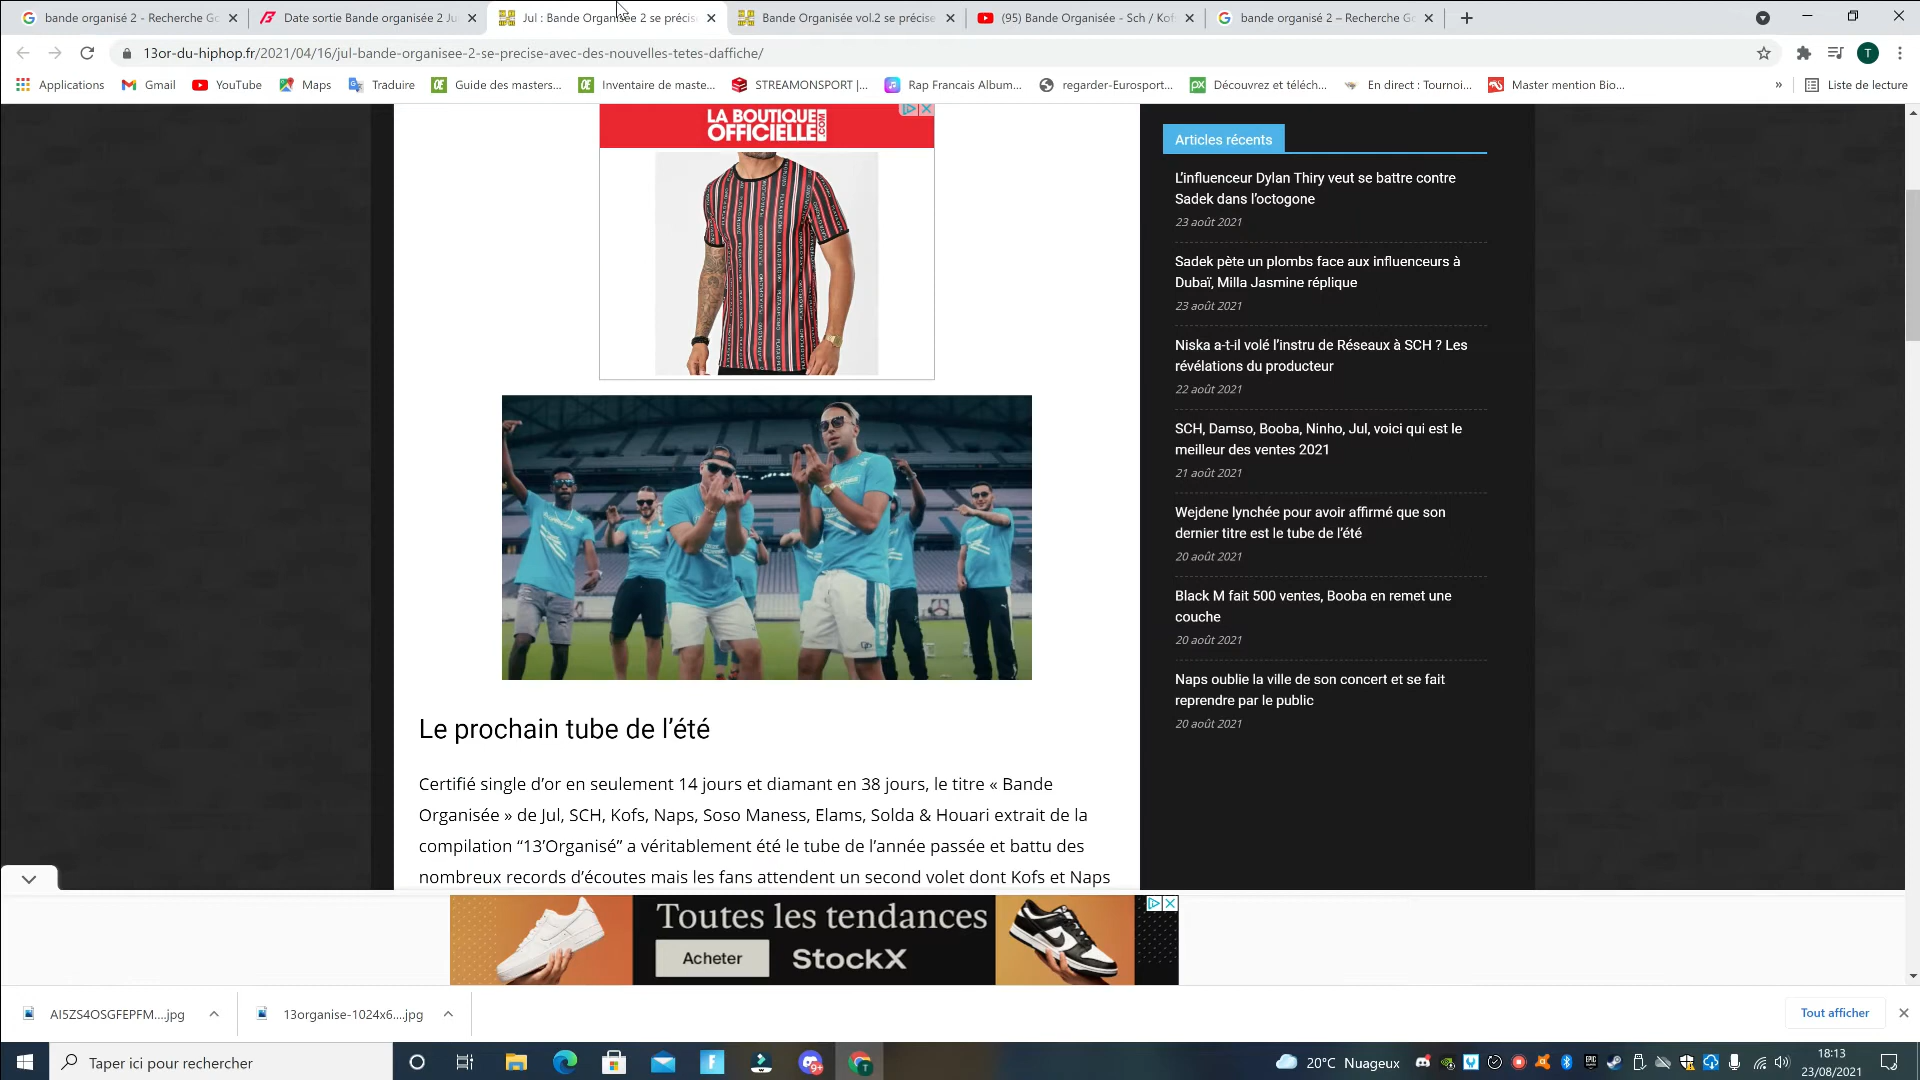 bande organisé 2 - Recherche Go
Date sortie Bande organisée 2 Ju
Jul : Bande Organisée 2 se précis
Bande Organisée vol.2 se précise
(95) Bande Organisée - Sch / Kof
bande organisé 2 – Recherche Go
13or-du-hiphop.fr/2021/04/16/jul-bande-organisee-2-se-precise-avec-des-nouvelles-tetes-daffiche/
T
Applications
Gmail
YouTube
Maps
Traduire
Guide des masters...
Inventaire de maste...
STREAMONSPORT |...
Rap Francais Album...
regarder-Eurosport...
Découvrez et téléch...
En direct : Tournoi...
Master mention Bio...
»
Liste de lecture
LA BOUTIQUE
OFFICIELLE.COM
Le prochain tube de l’été
Certifié single d’or en seulement 14 jours et diamant en 38 jours, le titre « Bande
Organisée » de Jul, SCH, Kofs, Naps, Soso Maness, Elams, Solda & Houari extrait de la
compilation “13’Organisé” a véritablement été le tube de l’année passée et battu des
nombreux records d’écoutes mais les fans attendent un second volet dont Kofs et Naps
Articles récents
L’influenceur Dylan Thiry veut se battre contre
Sadek dans l’octogone
23 août 2021
Sadek pète un plombs face aux influenceurs à
Dubaï, Milla Jasmine réplique
23 août 2021
Niska a-t-il volé l’instru de Réseaux à SCH ? Les
révélations du producteur
22 août 2021
SCH, Damso, Booba, Ninho, Jul, voici qui est le
meilleur des ventes 2021
21 août 2021
Wejdene lynchée pour avoir affirmé que son
dernier titre est le tube de l’été
20 août 2021
Black M fait 500 ventes, Booba en remet une
couche
20 août 2021
Naps oublie la ville de son concert et se fait
reprendre par le public
20 août 2021
Toutes les tendances
Acheter
StockX
AI5ZS4OSGFEPFM....jpg
13organise-1024x6....jpg
Tout afficher
Taper ici pour rechercher
20°C Nuageux
18:13
23/08/2021